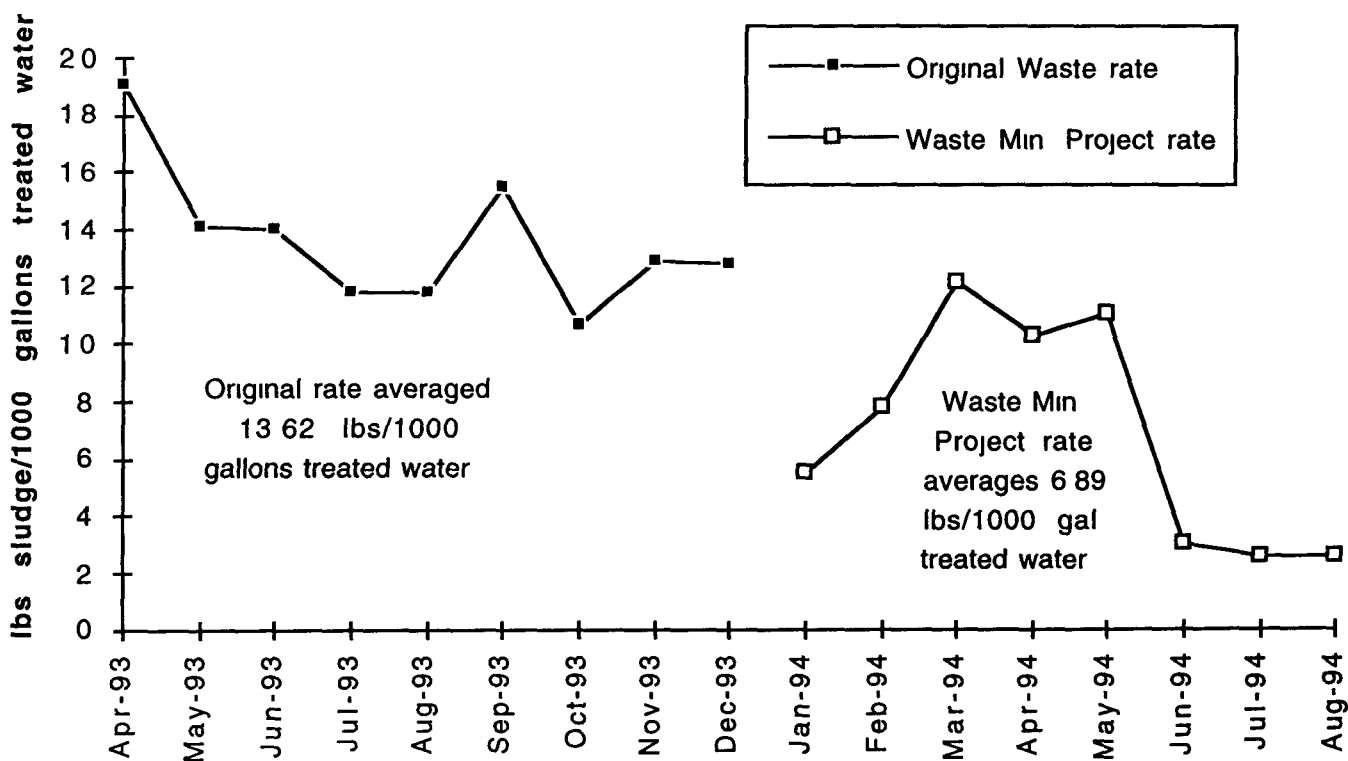 lbs sludge/1000 gallons treated water
20
18
16
14
12
10
8
6
4
2
0
Original Waste rate
Waste Min Project rate
Original rate averaged
13 62 lbs/1000
gallons treated water
Waste Min
Project rate
averages 6 89
lbs/1000 gal
treated water
Apr-93
May-93
Jun-93
Jul-93
Aug-93
Sep-93
Oct-93
Nov-93
Dec-93
Jan-94
Feb-94
Mar-94
Apr-94
May-94
Jun-94
Jul-94
Aug-94